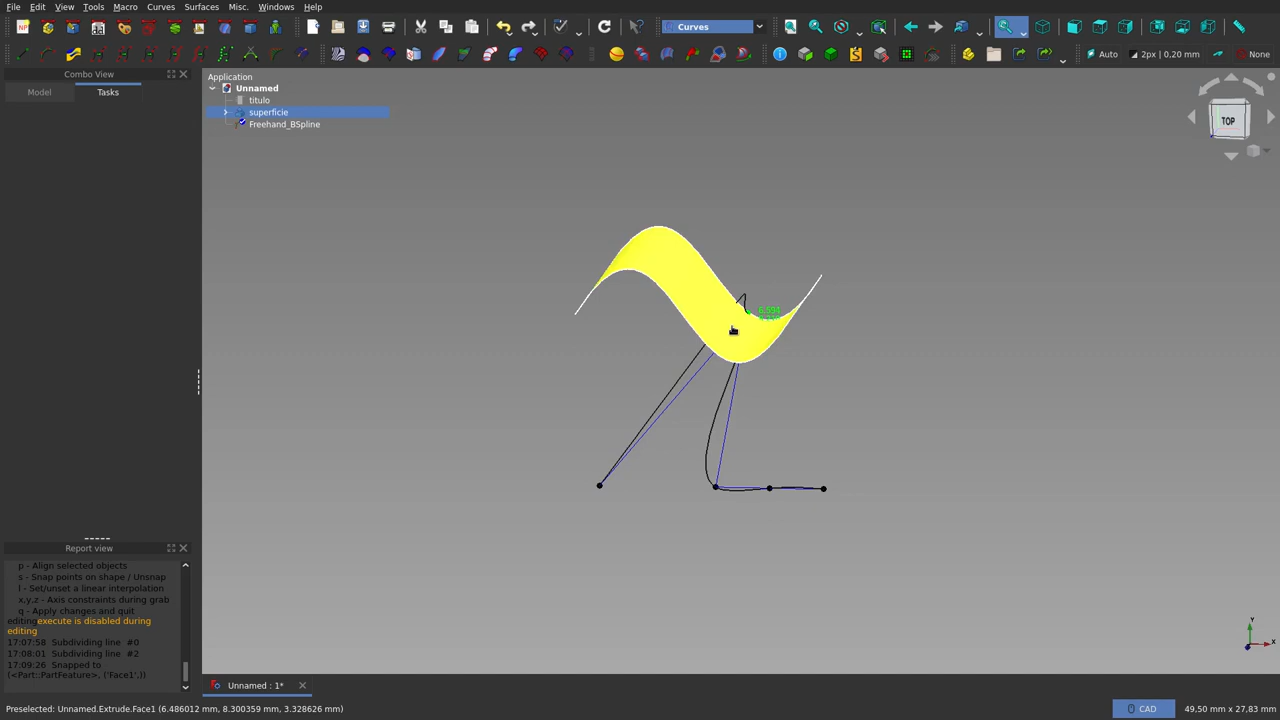 File Edit View Tools Macro Curves Surfaces Misc. Windows Help
Curves
Auto 2px | 0,20 mm None
Combo View
Model Tasks
Application
Unnamed
titulo
superficie
Freehand_BSpline
TOP
Report view
p - Align selected objects
s - Snap points on shape / Unsnap
l - Set/unset a linear interpolation
x,y,z - Axis constraints during grab
q - Apply changes and quit
editingexecute is disabled during
editing
17:07:58 Subdividing line #0
17:08:01 Subdividing line #2
17:09:26 Snapped to
(<Part::PartFeature>, ('Face1',))
Y
X
Unnamed : 1*
Preselected: Unnamed.Extrude.Face1 (6.486012 mm, 8.300359 mm, 3.328626 mm)
CAD
49,50 mm x 27,83 mm